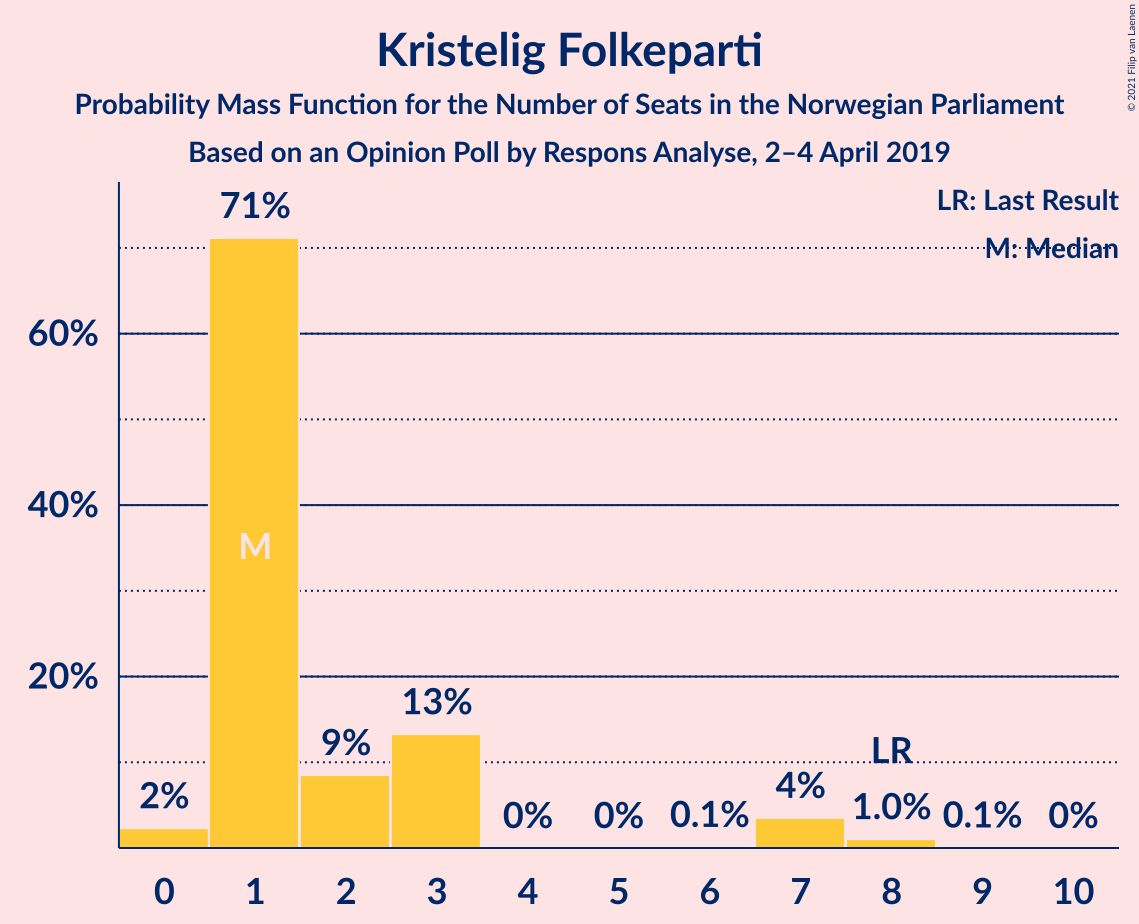 © 2021 Filip van Laenen
Kristelig Folkeparti
Probability Mass Function for the Number of Seats in the Norwegian Parliament
Based on an Opinion Poll by Respons Analyse, 2–4 April 2019
LR: Last Result
M: Median
71%
60%
40%
M
20%
13%
9%
LR
2%
4%
0%
0%
0.1%
1.0%
0.1%
0%
0 1 2 3 4 5 6 7 8 9 10